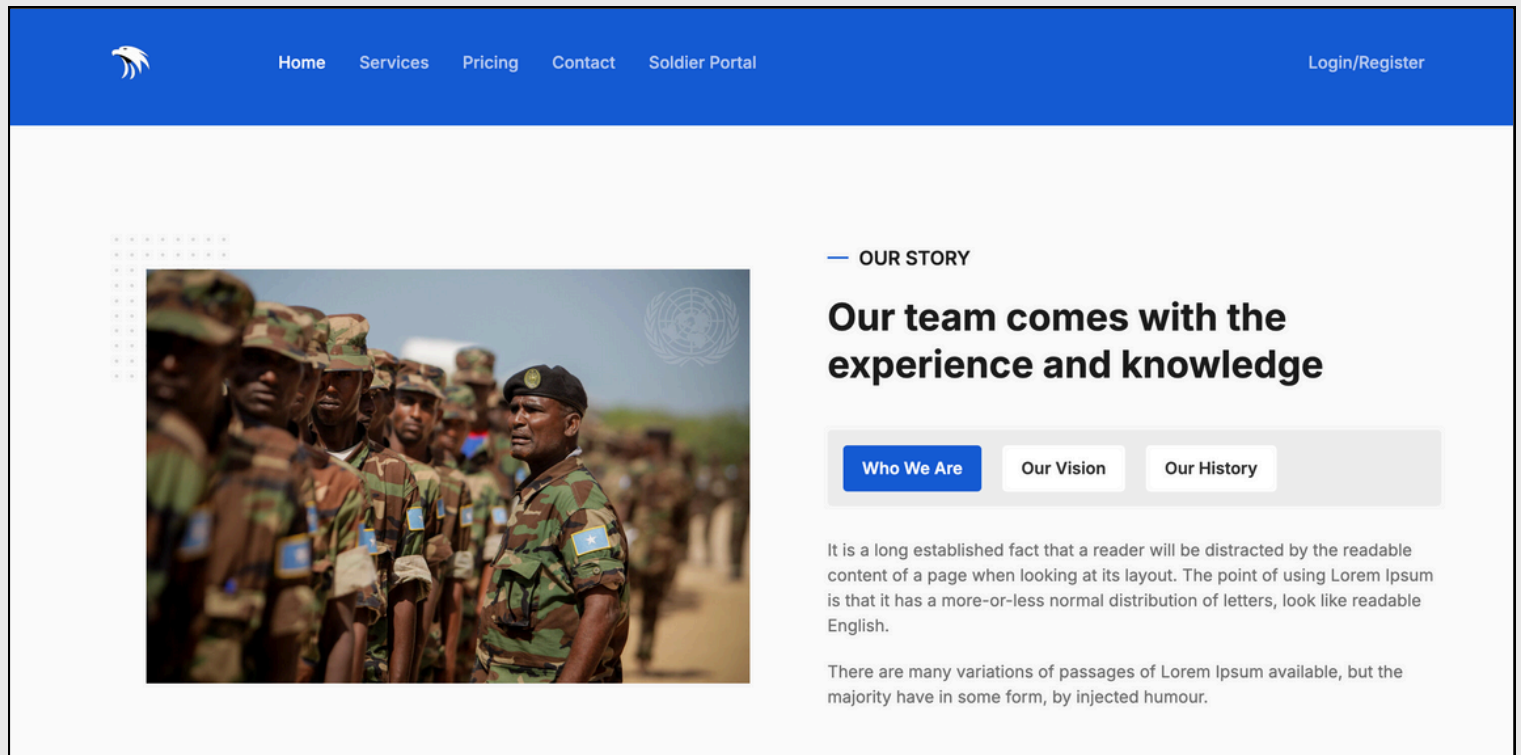 Home
Services
Pricing
Contact
Soldier Portal
Login/Register
OUR STORY
Our team comes with the
experience and knowledge
Who We Are
Our Vision
Our History
It is a long established fact that a reader will be distracted by the readable
content of a page when looking at its layout. The point of using Lorem Ipsum
is that it has a more-or-less normal distribution of letters, look like readable
English.
There are many variations of passages of Lorem Ipsum available, but the
majority have in some form, by injected humour.